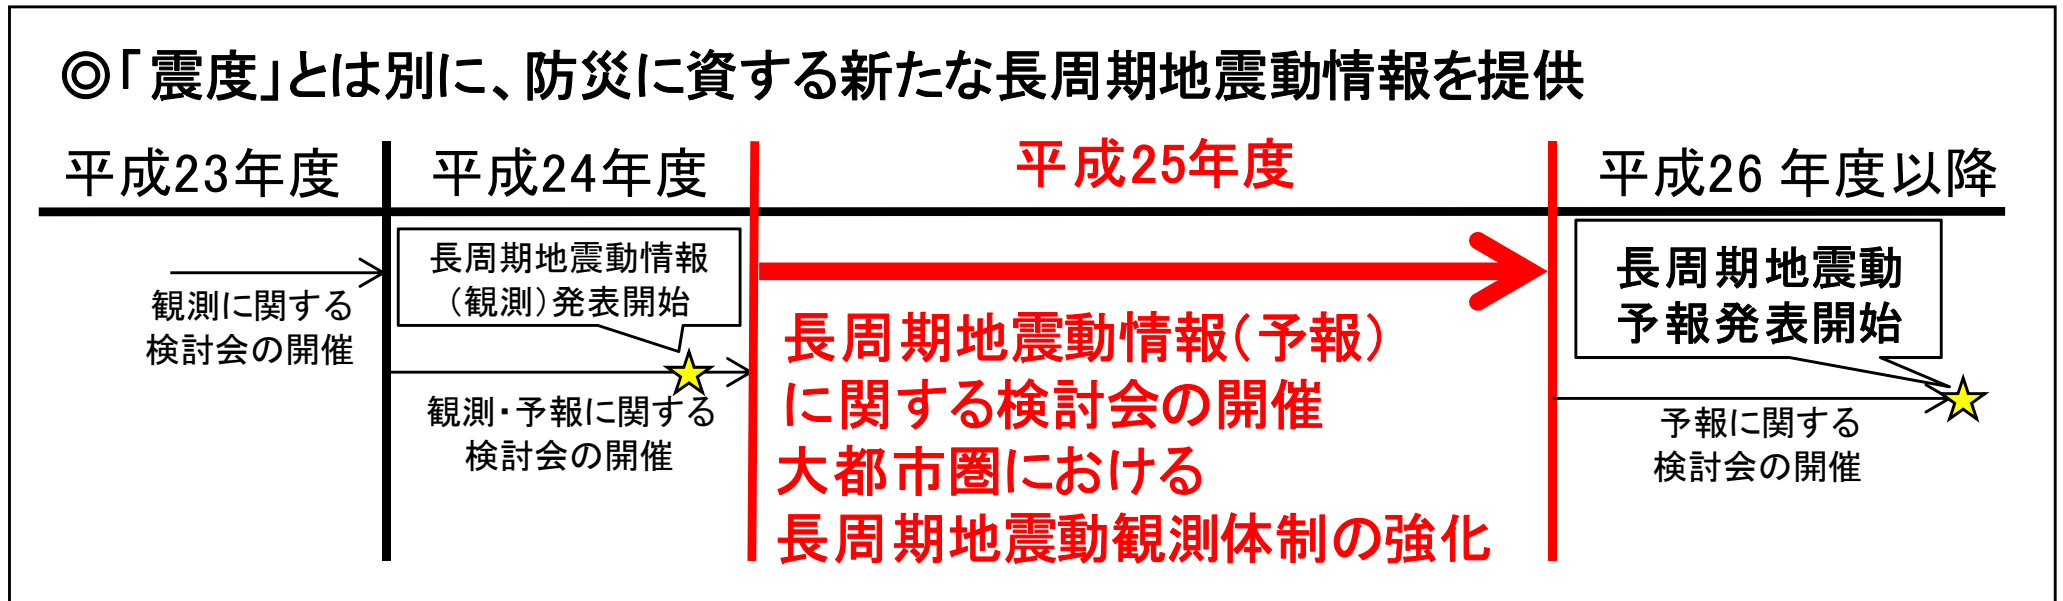 ◎「震度」とは別に、防災に資する新たな長周期地震動情報を提供
平成23年度
平成24年度
平成25年度
平成26 年度以降
観測に関する
検討会の開催
長周期地震動情報
（観測）発表開始
観測・予報に関する
検討会の開催
長周期地震動情報（予報）
に関する検討会の開催
大都市圏における
長周期地震動観測体制の強化
長周期地震動
予報発表開始
予報に関する
検討会の開催